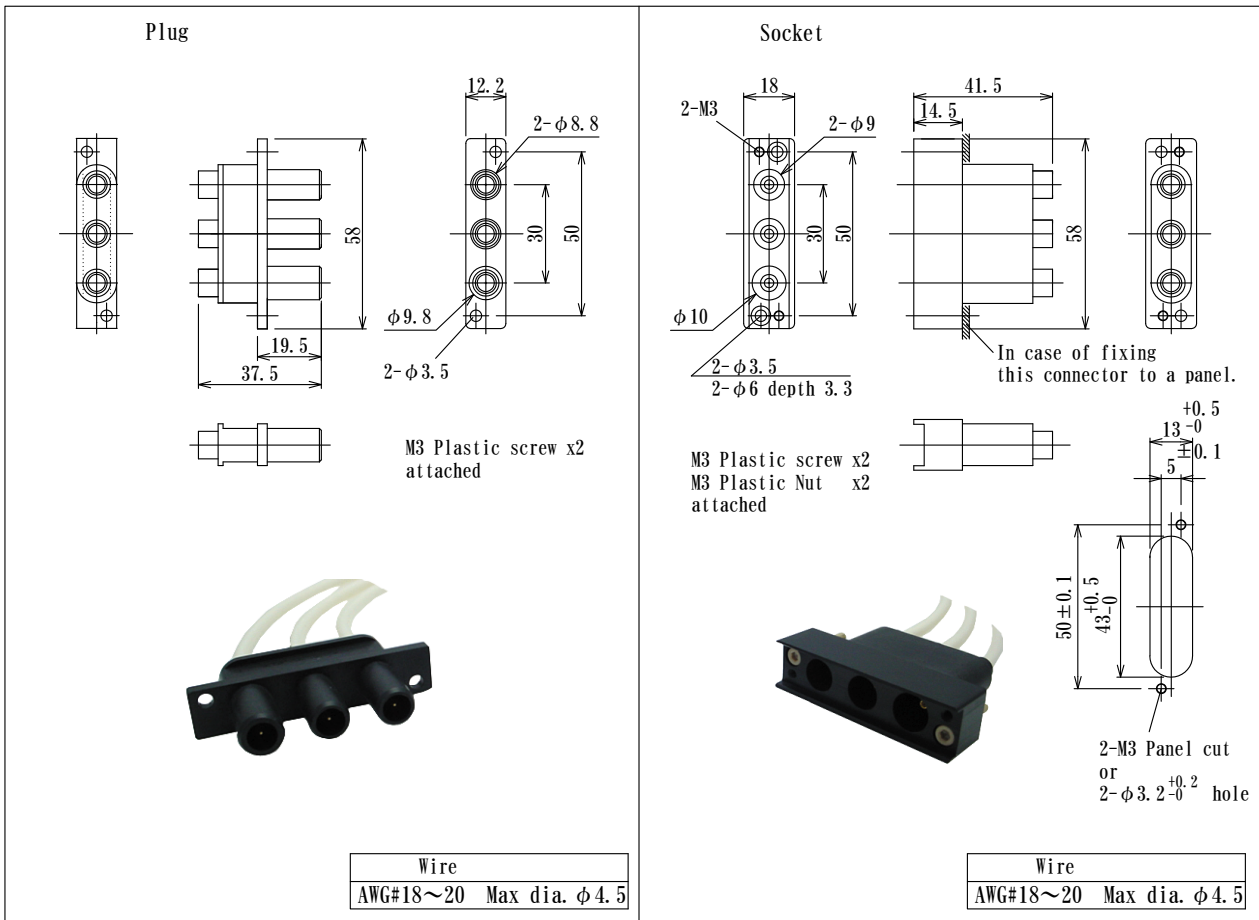 Plug
12.2
2-φ8.8
58
30
50
φ9.8
19.5
2-φ3.5
37.5
M3 Plastic screw x2
attached
Wire
AWG#18～20 Max dia. φ4.5
Socket
18
41.5
2-M3
14.5
2-φ9
30
50
58
φ10
2-φ3.5
2-φ6 depth 3.3
In case of fixing
this connector to a panel.
M3 Plastic screw x2
M3 Plastic Nut x2
attached
13 +0.5 -0
5 ±0.1
50±0.1
43 +0.5 -0
2-M3 Panel cut
or
2-φ3.2 +0.2 -0 hole
Wire
AWG#18～20 Max dia. φ4.5